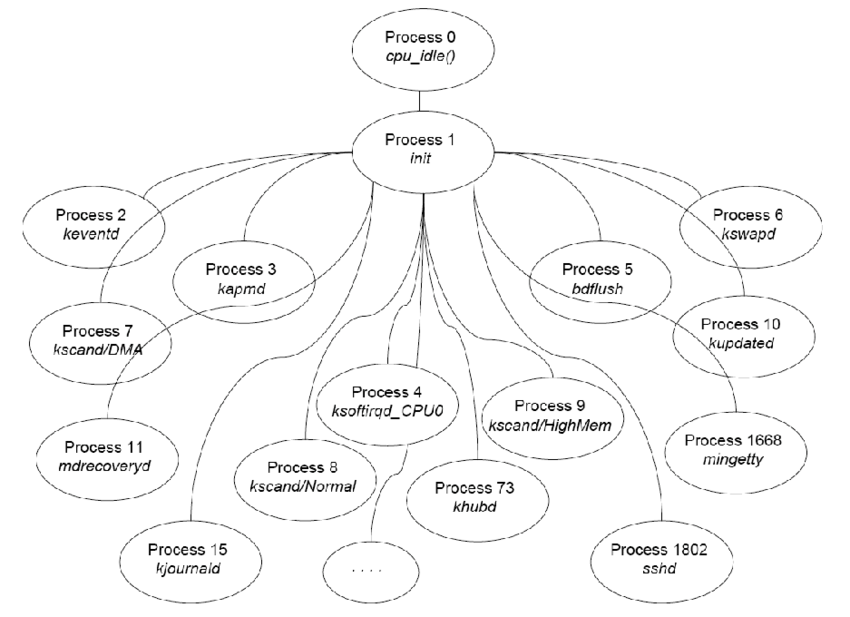 Process 0
cpu_idle()
Process 1
init
Process 2
keventd
Process 6
kswapd
Process 3
kapmd
Process 5
bdflush
Process 7
kscand/DMA
Process 10
kupdated
Process 4
ksoftirqd_CPU0
Process 9
kscand/HighMem
Process 11
mdrecoveryd
Process 1668
mingetty
Process 8
kscand/Normal
Process 73
khubd
Process 15
kjournald
. . . .
Process 1802
sshd